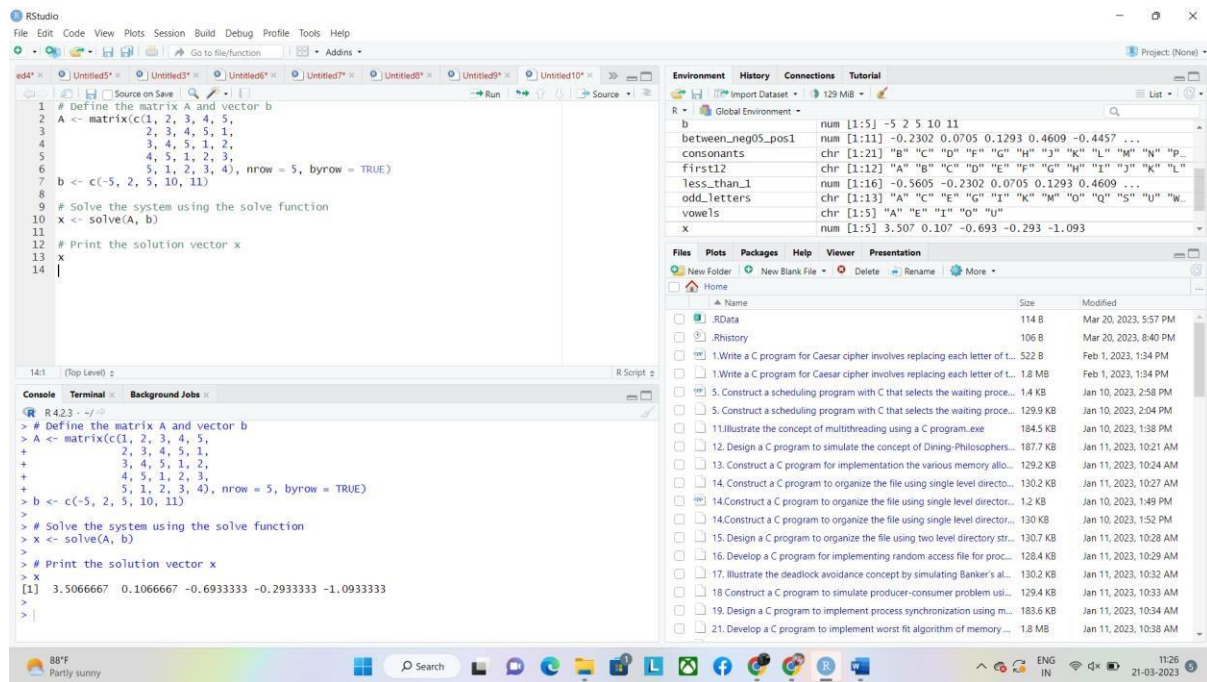 RStudio
File Edit Code View Plots Session Build Debug Profile Tools Help
Go to file/function Addins Project: (None)
ed4* Untitled5* Untitled3* Untitled6* Untitled7* Untitled8* Untitled9* Untitled10*
Source on Save Run Source
1 # Define the matrix A and vector b
2 A <- matrix(c(1, 2, 3, 4, 5,
3 2, 3, 4, 5, 1,
4 3, 4, 5, 1, 2,
5 4, 5, 1, 2, 3,
6 5, 1, 2, 3, 4), nrow = 5, byrow = TRUE)
7 b <- c(-5, 2, 5, 10, 11)
8
9 # Solve the system using the solve function
10 x <- solve(A, b)
11
12 # Print the solution vector x
13 x
14
14:1 (Top Level) R Script
Console Terminal Background Jobs
R 4.2.3 · ~/
> # Define the matrix A and vector b
> A <- matrix(c(1, 2, 3, 4, 5,
+ 2, 3, 4, 5, 1,
+ 3, 4, 5, 1, 2,
+ 4, 5, 1, 2, 3,
+ 5, 1, 2, 3, 4), nrow = 5, byrow = TRUE)
> b <- c(-5, 2, 5, 10, 11)
>
> # Solve the system using the solve function
> x <- solve(A, b)
>
> # Print the solution vector x
> x
[1] 3.5066667 0.1066667 -0.6933333 -0.2933333 -1.0933333
>
>
Environment History Connections Tutorial
Import Dataset 129 MiB List
R Global Environment
b num [1:5] -5 2 5 10 11
between_neg05_pos1 num [1:11] -0.2302 0.0705 0.1293 0.4609 -0.4457 ...
consonants chr [1:21] "B" "C" "D" "F" "G" "H" "J" "K" "L" "M" "N" "P...
first12 chr [1:12] "A" "B" "C" "D" "E" "F" "G" "H" "I" "J" "K" "L"
less_than_1 num [1:16] -0.5605 -0.2302 0.0705 0.1293 0.4609 ...
odd_letters chr [1:13] "A" "C" "E" "G" "I" "K" "M" "O" "Q" "S" "U" "W...
vowels chr [1:5] "A" "E" "I" "O" "U"
x num [1:5] 3.507 0.107 -0.693 -0.293 -1.093
Files Plots Packages Help Viewer Presentation
New Folder New Blank File Delete Rename More
Home
Name Size Modified
.RData 114 B Mar 20, 2023, 5:57 PM
.Rhistory 106 B Mar 20, 2023, 8:40 PM
1.Write a C program for Caesar cipher involves replacing each letter of t... 522 B Feb 1, 2023, 1:34 PM
1.Write a C program for Caesar cipher involves replacing each letter of t... 1.8 MB Feb 1, 2023, 1:34 PM
5. Construct a scheduling program with C that selects the waiting proce... 1.4 KB Jan 10, 2023, 2:58 PM
5. Construct a scheduling program with C that selects the waiting proce... 129.9 KB Jan 10, 2023, 2:04 PM
11.Illustrate the concept of multithreading using a C program..exe 184.5 KB Jan 10, 2023, 1:38 PM
12. Design a C program to simulate the concept of Dining-Philosophers... 187.7 KB Jan 11, 2023, 10:21 AM
13. Construct a C program for implementation the various memory allo... 129.2 KB Jan 11, 2023, 10:24 AM
14. Construct a C program to organize the file using single level directo... 130.2 KB Jan 11, 2023, 10:27 AM
14.Construct a C program to organize the file using single level director... 1.2 KB Jan 10, 2023, 1:49 PM
14.Construct a C program to organize the file using single level director... 130 KB Jan 10, 2023, 1:52 PM
15. Design a C program to organize the file using two level directory str... 130.7 KB Jan 11, 2023, 10:28 AM
16. Develop a C program for implementing random access file for proc... 128.4 KB Jan 11, 2023, 10:29 AM
17. Illustrate the deadlock avoidance concept by simulating Banker's al... 130.2 KB Jan 11, 2023, 10:32 AM
18 Construct a C program to simulate producer-consumer problem usi... 129.4 KB Jan 11, 2023, 10:33 AM
19. Design a C program to implement process synchronization using m... 183.6 KB Jan 11, 2023, 10:34 AM
21. Develop a C program to implement worst fit algorithm of memory ... 1.8 MB Jan 11, 2023, 10:38 AM
88°F
Partly sunny
Search
ENG
IN
11:26
21-03-2023